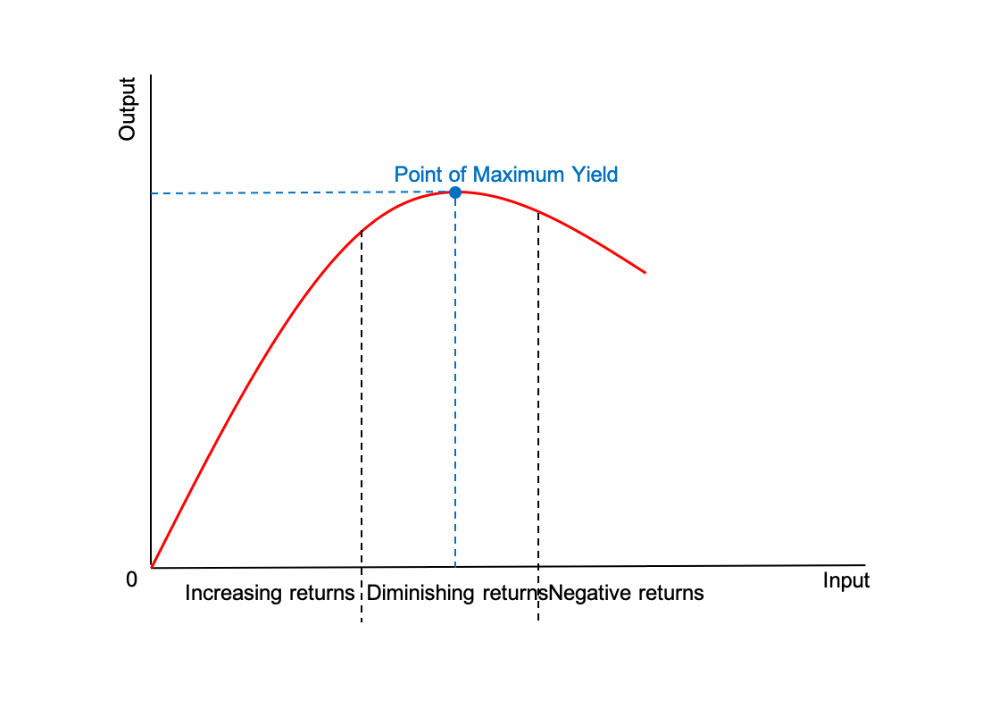 Output
Point of Maximum Yield
0
Input
Increasing returns
Diminishing returns
Negative returns